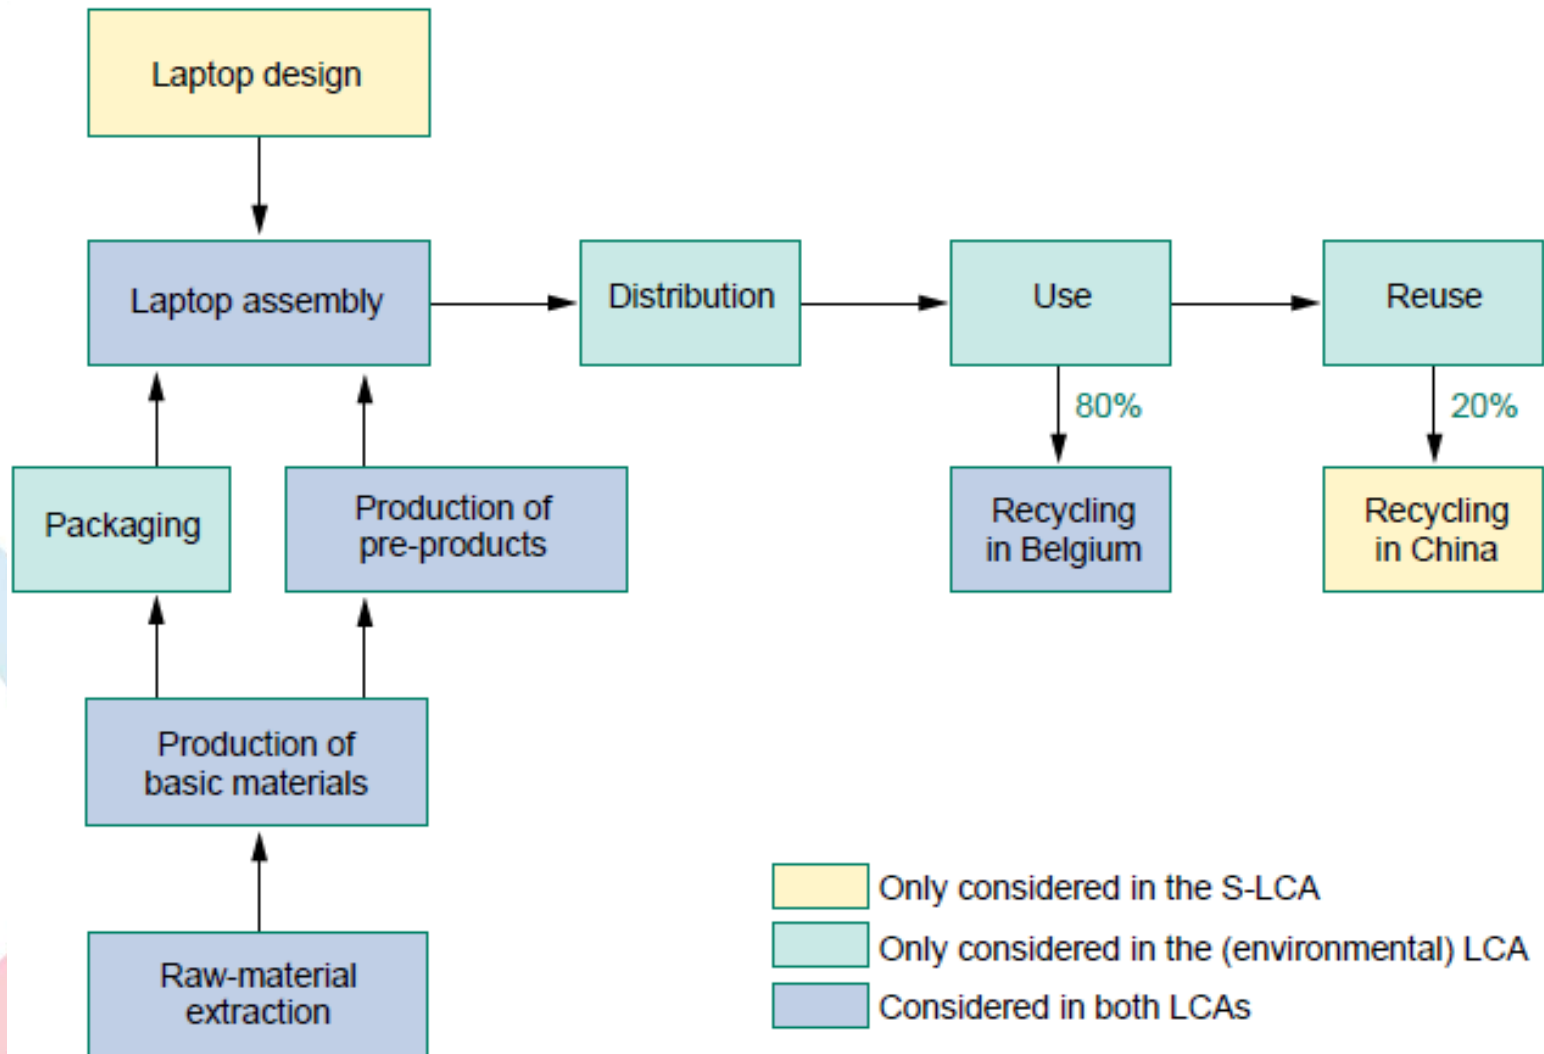 Laptop design
Laptop assembly
Distribution
Use
Reuse
80%
20%
Packaging
Production of
pre-products
Recycling
in Belgium
Recycling
in China
Production of
basic materials
Raw-material
extraction
Only considered in the S-LCA
Only considered in the (environmental) LCA
Considered in both LCAs